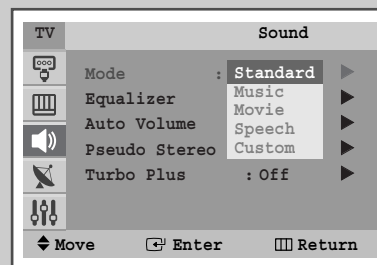 TV Sound
Mode : Standard
Music
Equalizer
Movie
Auto Volume
Speech
Pseudo Stereo
Custom
Turbo Plus : Off
Move Enter Return